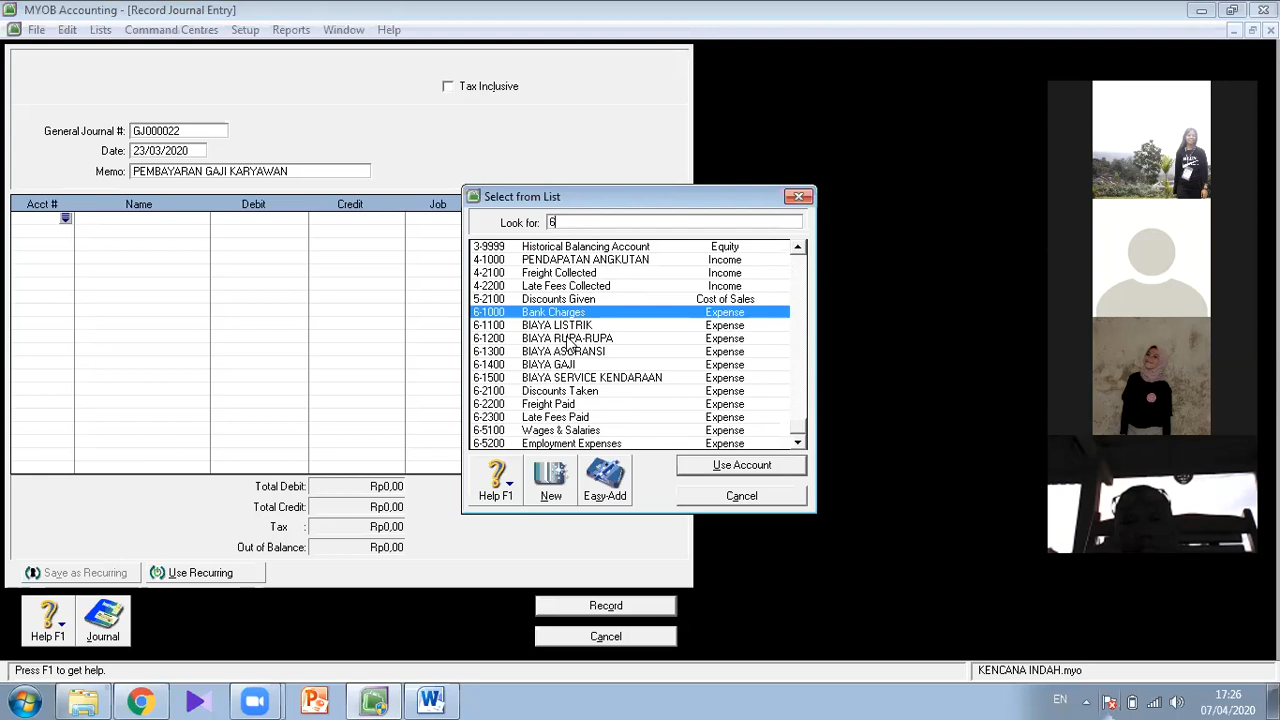 MYOB Accounting - [Record Journal Entry]
File Edit Lists Command Centres Setup Reports Window Help
Tax Inclusive
General Journal #: GJ000022
Date: 23/03/2020
Memo: PEMBAYARAN GAJI KARYAWAN
Acct # Name Debit Credit Job
Select from List
Look for: 6
3-9999 Historical Balancing Account Equity
4-1000 PENDAPATAN ANGKUTAN Income
4-2100 Freight Collected Income
4-2200 Late Fees Collected Income
5-2100 Discounts Given Cost of Sales
6-1000 Bank Charges Expense
6-1100 BIAYA LISTRIK Expense
6-1200 BIAYA RUPA-RUPA Expense
6-1300 BIAYA ASURANSI Expense
6-1400 BIAYA GAJI Expense
6-1500 BIAYA SERVICE KENDARAAN Expense
6-2100 Discounts Taken Expense
6-2200 Freight Paid Expense
6-2300 Late Fees Paid Expense
6-5100 Wages & Salaries Expense
6-5200 Employment Expenses Expense
Help F1 New Easy-Add
Use Account
Cancel
Total Debit: Rp0,00
Total Credit: Rp0,00
Tax : Rp0,00
Out of Balance: Rp0,00
Save as Recurring Use Recurring
Help F1 Journal
Record
Cancel
Press F1 to get help. KENCANA INDAH.myo
EN
17:26
07/04/2020